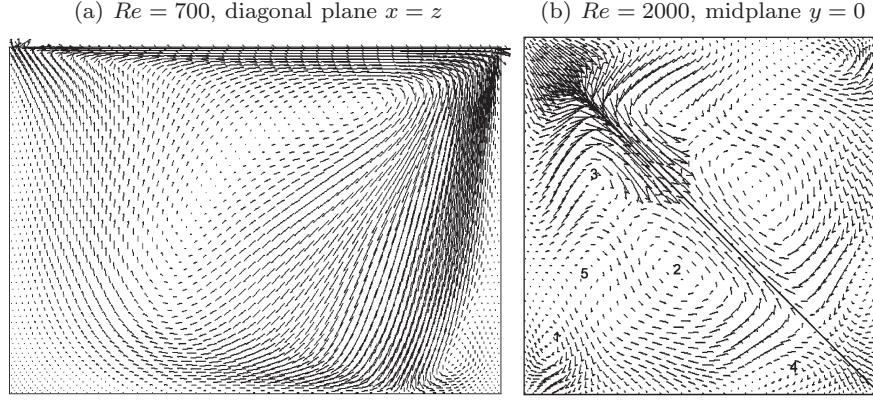 (a) Re = 700, diagonal plane x = z
(b) Re = 2000, midplane y = 0
3
2
5
1
4